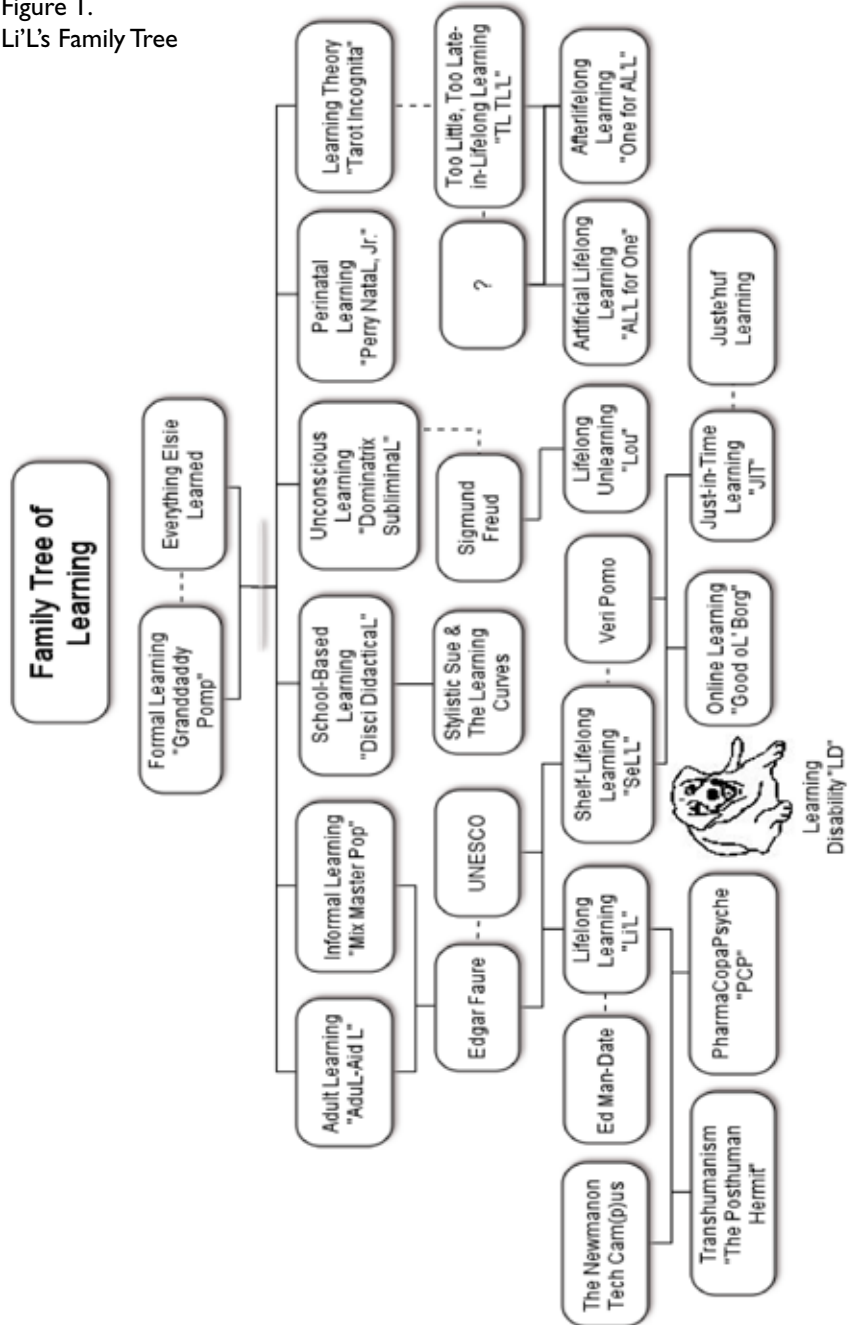 Figure 1.
Li'L's Family Tree
Family Tree of
Learning
Formal Learning
"Granddaddy
Pomp"
Everything Elsie
Learned
Adult Learning
"AduL-Aid L"
Informal Learning
"Mix Master Pop"
School-Based
Learning
"Disci DidacticaL"
Unconscious
Learning
"Dominatrix
SubliminaL"
Perinatal
Learning
"Perry NataL, Jr."
Learning Theory
"Tarot Incognita"
Edgar Faure
UNESCO
Stylistic Sue &
The Learning
Curves
Sigmund
Freud
?
Too Little, Too Late-
in-Lifelong Learning
"TL TL'L"
The Newmanon
Tech Cam(p)us
Ed Man-Date
Lifelong
Learning
"Li'L"
Shelf-Lifelong
Learning
"SeL'L"
Veri Pomo
Lifelong
Unlearning
"Lou"
Artificial Lifelong
Learning
"AL'L for One"
Afterlifelong
Learning
"One for AL'L"
Transhumanism
"The Posthuman
Hermit"
PharmaCopaPsyche
"PCP"
Learning
Disability "LD"
Online Learning
"Good oL' Borg"
Just-in-Time
Learning
"JIT"
Juste'nuf
Learning